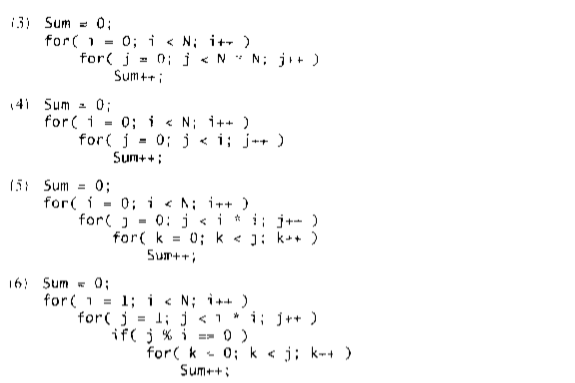 (3) Sum = 0;
for( i = 0; i < N; i++ )
for( j = 0; j < N * N; j++ )
Sum++;
(4) Sum = 0;
for( i = 0; i < N; i++ )
for( j = 0; j < i; j++ )
Sum++;
(5) Sum = 0;
for( i = 0; i < N; i++ )
for( j = 0; j < i * i; j++ )
for( k = 0; k < j; k++ )
Sum++;
(6) Sum = 0;
for( i = 1; i < N; i++ )
for( j = 1; j < i * i; j++ )
if( j % i == 0 )
for( k = 0; k < j; k++ )
Sum++;